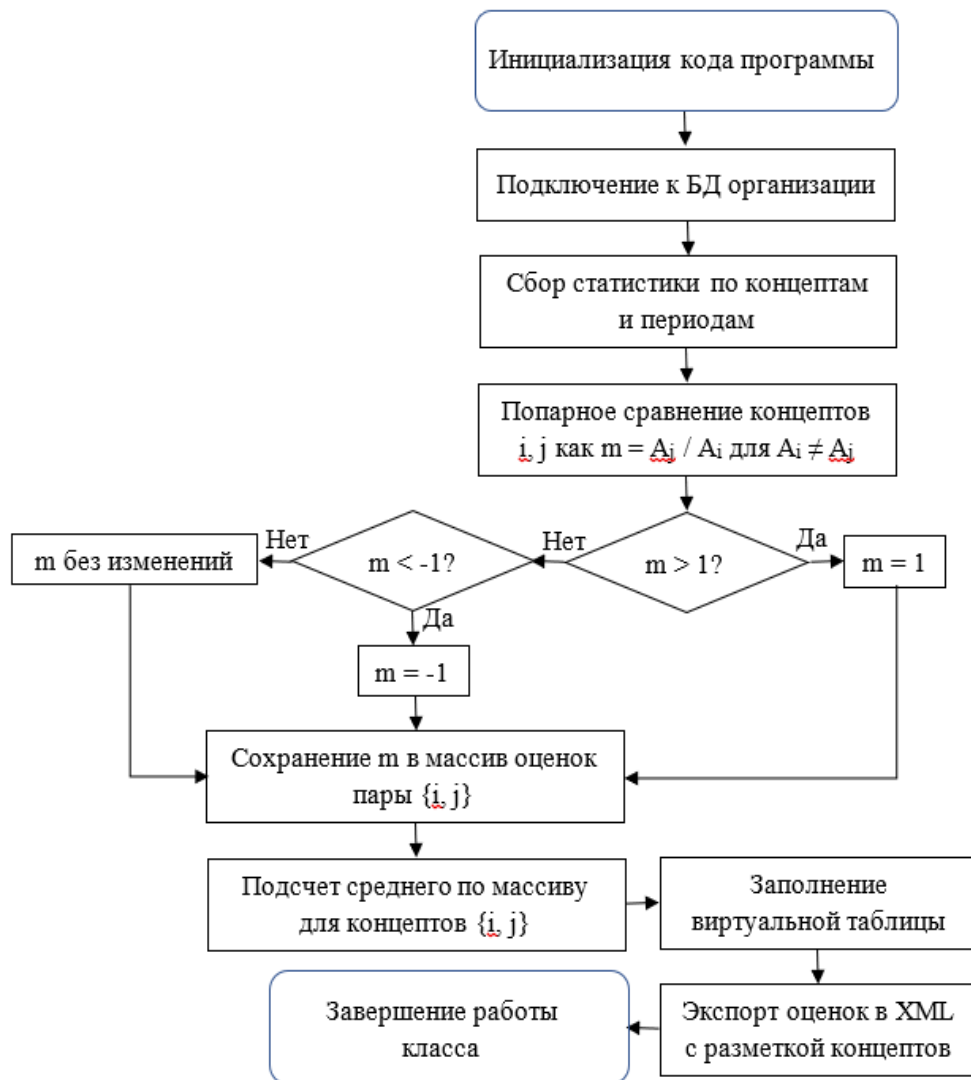 Инициализация кода программы
Подключение к БД организации
Сбор статистики по концептам
и периодам
Попарное сравнение концептов
i, j как m = Aj / Ai для Ai ≠ Aj
m > 1?
Да
m = 1
Нет
m < -1?
Нет
m без изменений
Да
m = -1
Сохранение m в массив оценок
пары {i, j}
Подсчет среднего по массиву
для концептов {i, j}
Заполнение
виртуальной таблицы
Экспорт оценок в XML
с разметкой концептов
Завершение работы
класса